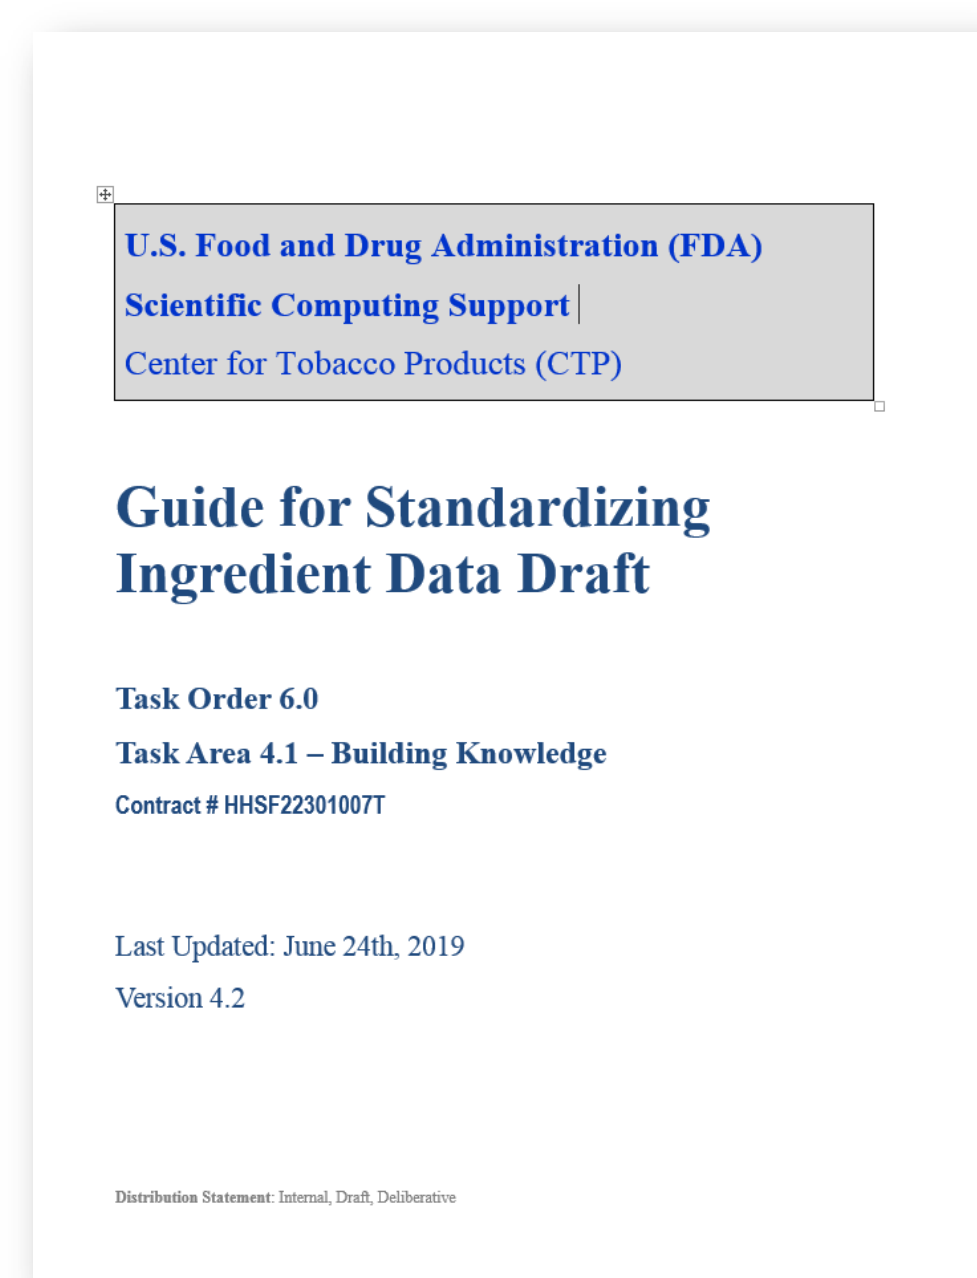 U.S. Food and Drug Administration (FDA)
Scientific Computing Support
Center for Tobacco Products (CTP)
Guide for Standardizing
Ingredient Data Draft
Task Order 6.0
Task Area 4.1 – Building Knowledge
Contract # HHSF22301007T
Last Updated: June 24th, 2019
Version 4.2
Distribution Statement: Internal, Draft, Deliberative